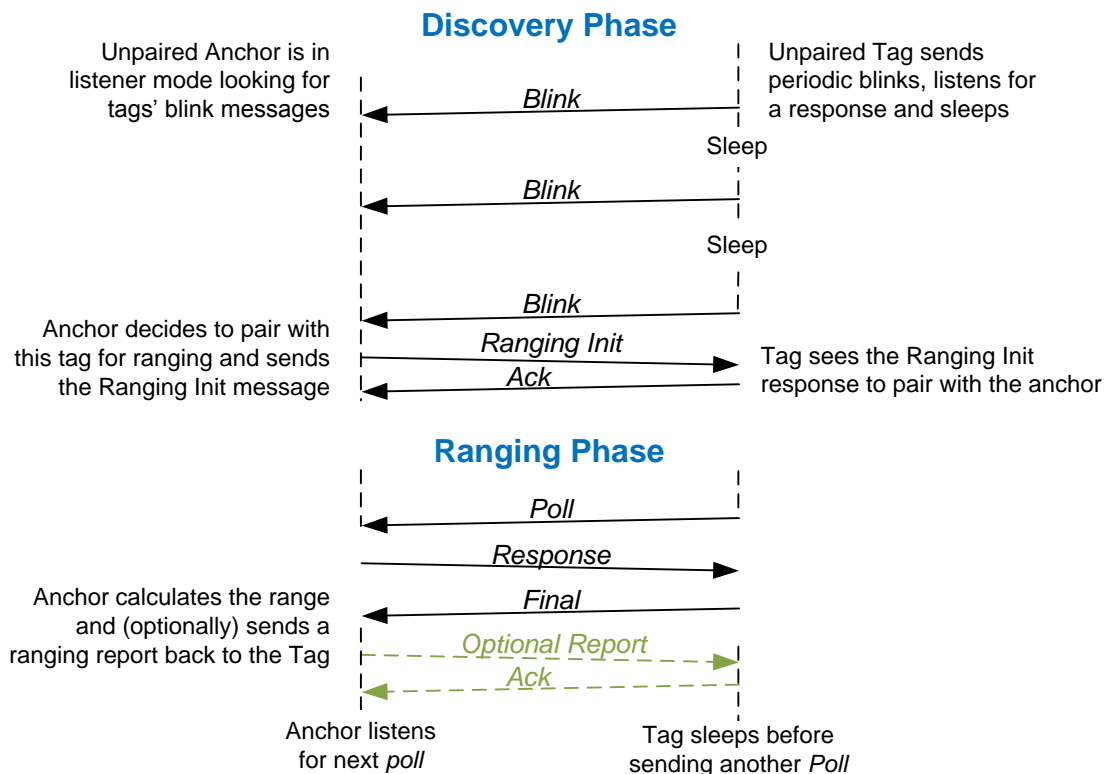 Discovery Phase
Unpaired Anchor is in
listener mode looking for
tags’ blink messages
Unpaired Tag sends
periodic blinks, listens for
a response and sleeps
Blink
Sleep
Blink
Sleep
Blink
Anchor decides to pair with
this tag for ranging and sends
the Ranging Init message
Ranging Init
Ack
Tag sees the Ranging Init
response to pair with the anchor
Ranging Phase
Poll
Response
Final
Anchor calculates the range
and (optionally) sends a
ranging report back to the Tag
Optional Report
Ack
Anchor listens
for next poll
Tag sleeps before
sending another Poll